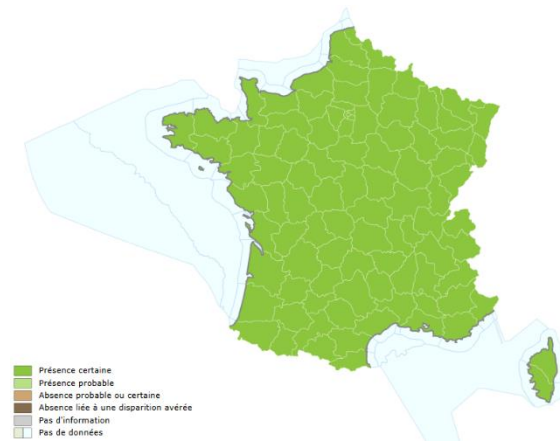 Présence certaine
Présence probable
Absence probable ou certaine
Absence liée à une disparition avérée
Pas d'information
Pas de données